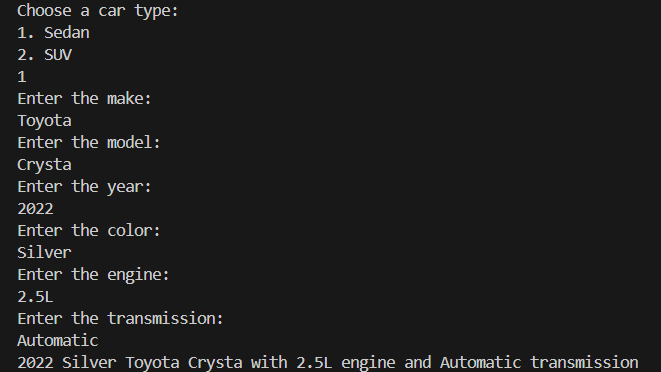 Choose a car type:
1. Sedan
2. SUV
1
Enter the make:
Toyota
Enter the model:
Crysta
Enter the year:
2022
Enter the color:
Silver
Enter the engine:
2.5L
Enter the transmission:
Automatic
2022 Silver Toyota Crysta with 2.5L engine and Automatic transmission